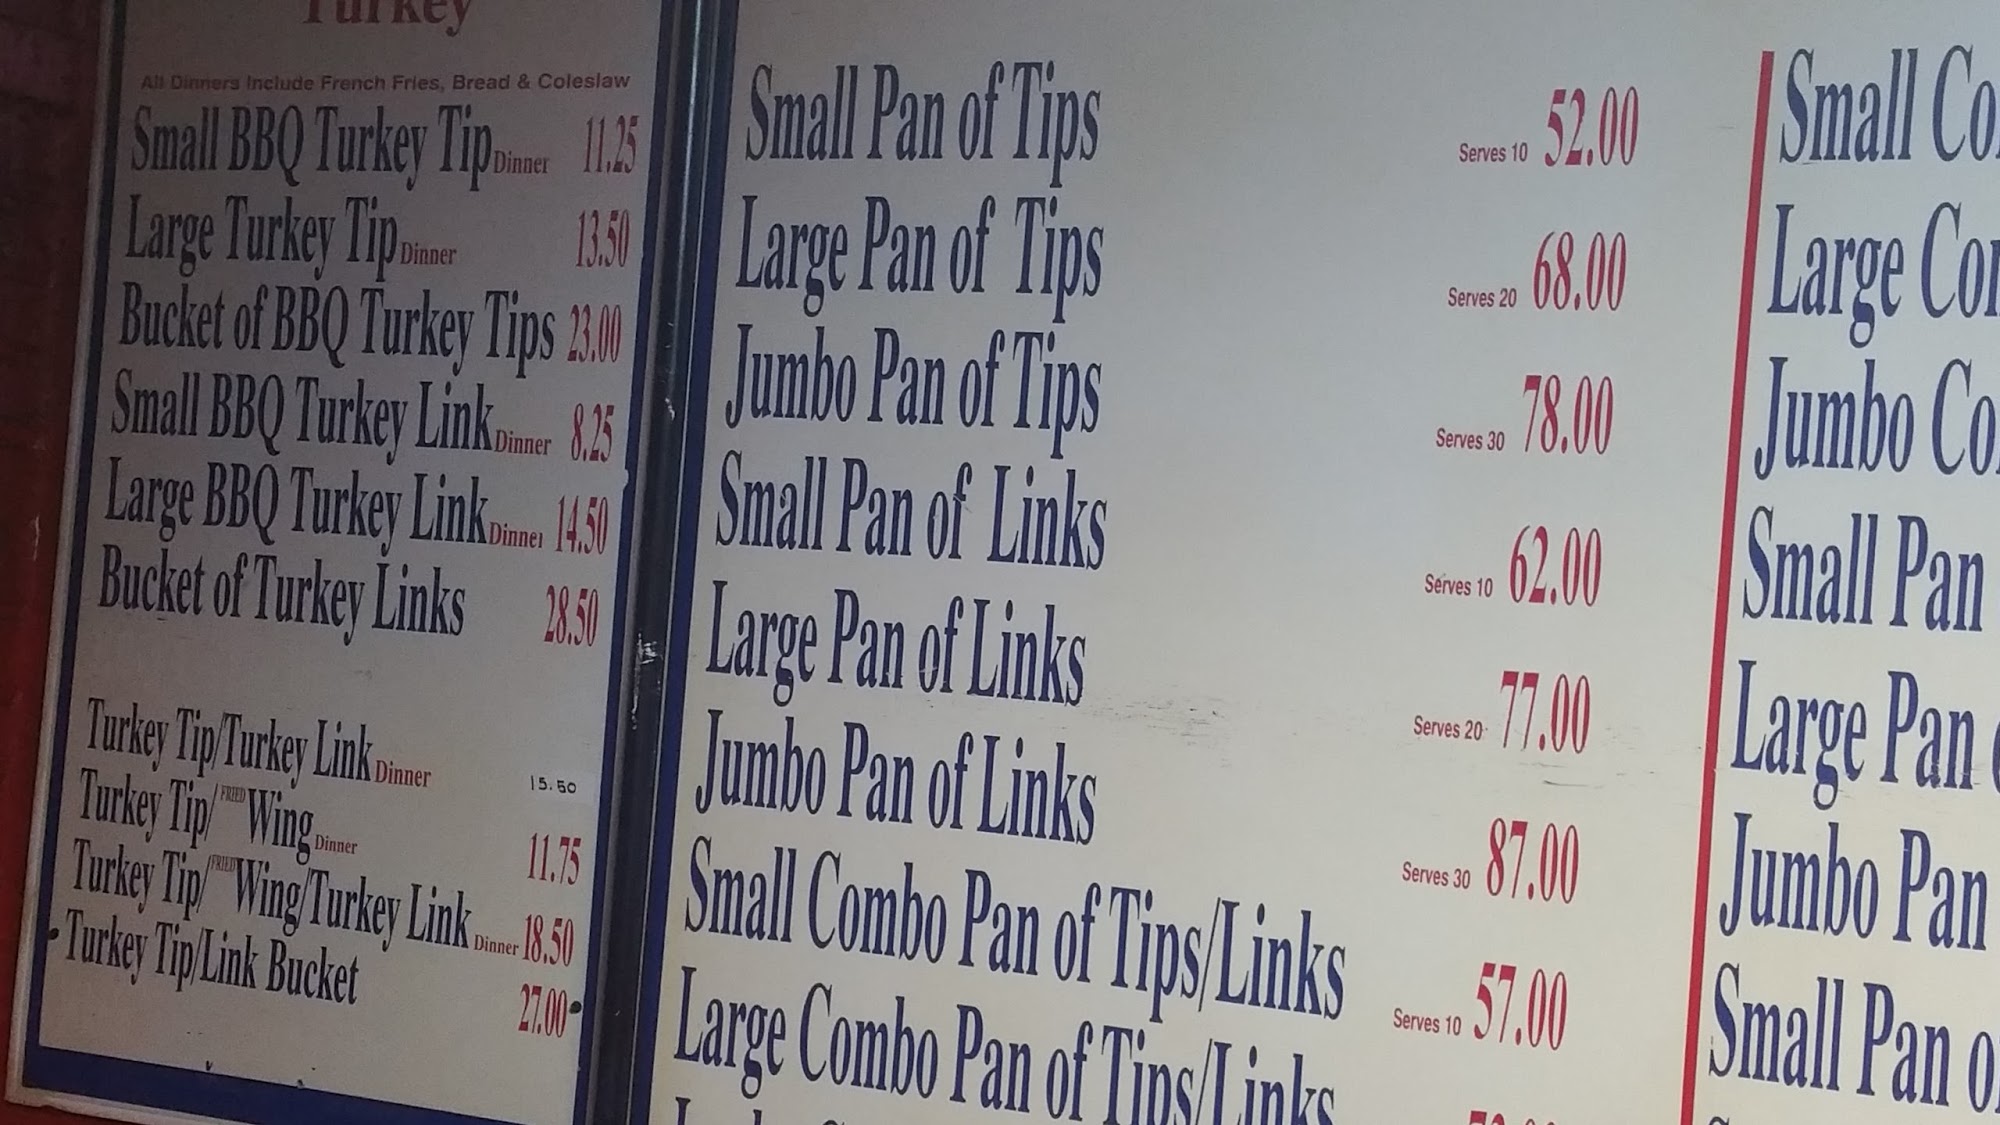 Turkey
All Dinners Include French Fries, Bread & Coleslaw
Small BBQ Turkey Tip Dinner 11.25
Large Turkey Tip Dinner 13.50
Bucket of BBQ Turkey Tips 23.00
Small BBQ Turkey Link Dinner 8.25
Large BBQ Turkey Link Dinner 14.50
Bucket of Turkey Links 28.50
Turkey Tip/Turkey Link Dinner 15.50
Turkey Tip/FRIED Wing Dinner 11.75
Turkey Tip/FRIED Wing/Turkey Link Dinner 18.50
Turkey Tip/Link Bucket 27.00
Small Pan of Tips Serves 10 52.00
Large Pan of Tips Serves 20 68.00
Jumbo Pan of Tips Serves 30 78.00
Small Pan of Links Serves 10 62.00
Large Pan of Links Serves 20 77.00
Jumbo Pan of Links Serves 30 87.00
Small Combo Pan of Tips/Links Serves 10 57.00
Large Combo Pan of Tips/Links
Small Co
Large Co
Jumbo Co
Small Pan
Large Pan
Jumbo Pan
Small Pan o